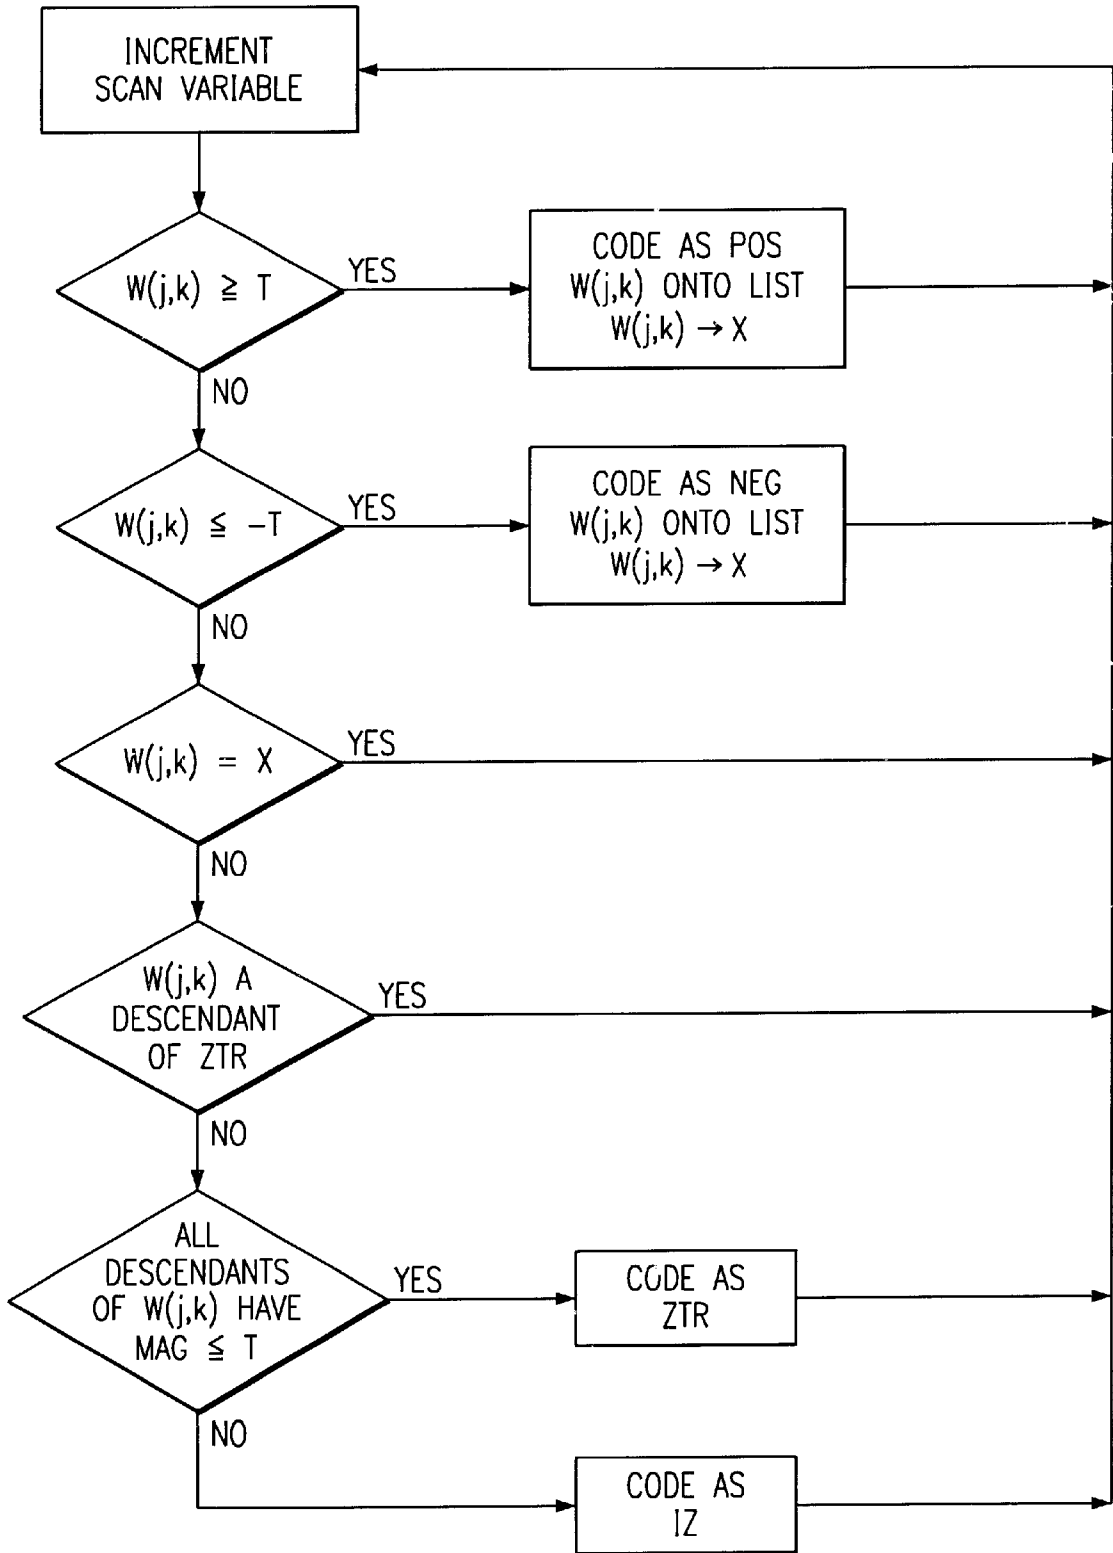 INCREMENT
SCAN VARIABLE
W(j,k) ≧ T
YES
CODE AS POS
W(j,k) ONTO LIST
W(j,k) → X
NO
W(j,k) ≦ -T
YES
CODE AS NEG
W(j,k) ONTO LIST
W(j,k) → X
NO
W(j,k) = X
YES
NO
W(j,k) A
DESCENDANT
OF ZTR
YES
NO
ALL
DESCENDANTS
OF W(j,k) HAVE
MAG ≦ T
YES
CODE AS
ZTR
NO
CODE AS
IZ